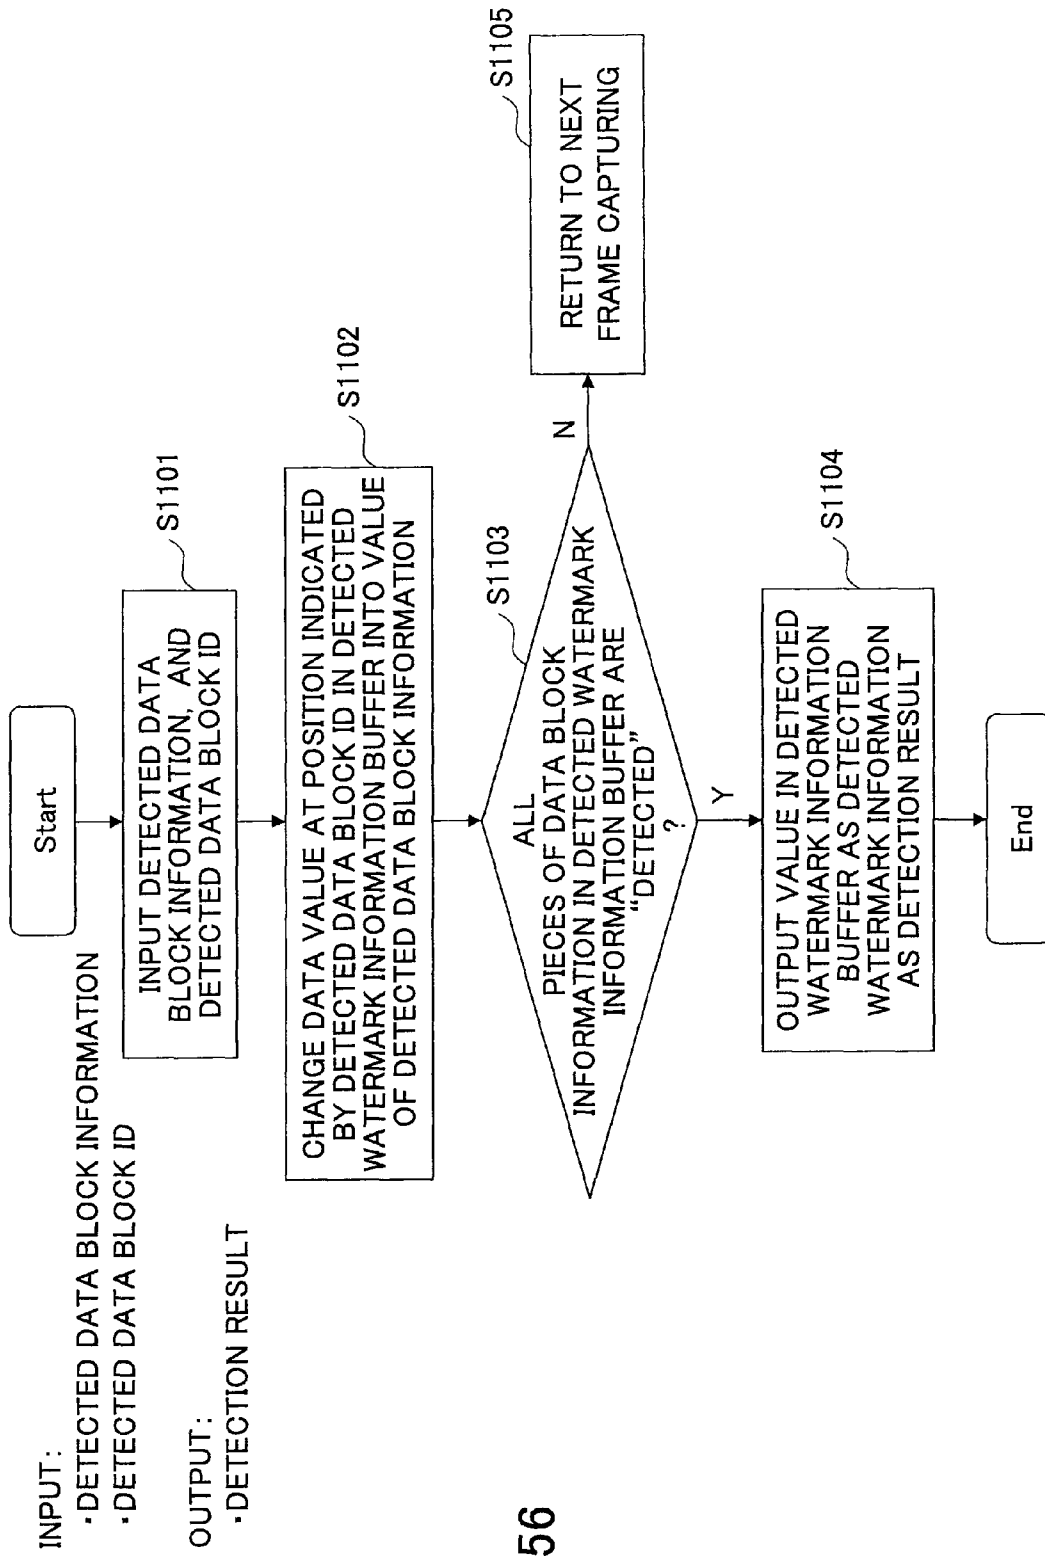 INPUT:
・DETECTED DATA BLOCK INFORMATION
・DETECTED DATA BLOCK ID
OUTPUT:
・DETECTION RESULT
Start
INPUT DETECTED DATA
BLOCK INFORMATION, AND
DETECTED DATA BLOCK ID
S1101
CHANGE DATA VALUE AT POSITION INDICATED
BY DETECTED DATA BLOCK ID IN DETECTED
WATERMARK INFORMATION BUFFER INTO VALUE
OF DETECTED DATA BLOCK INFORMATION
S1102
ALL
PIECES OF DATA BLOCK
INFORMATION IN DETECTED WATERMARK
INFORMATION BUFFER ARE
“DETECTED”
?
S1103
N
RETURN TO NEXT
FRAME CAPTURING
S1105
Y
OUTPUT VALUE IN DETECTED
WATERMARK INFORMATION
BUFFER AS DETECTED
WATERMARK INFORMATION
AS DETECTION RESULT
S1104
End
56